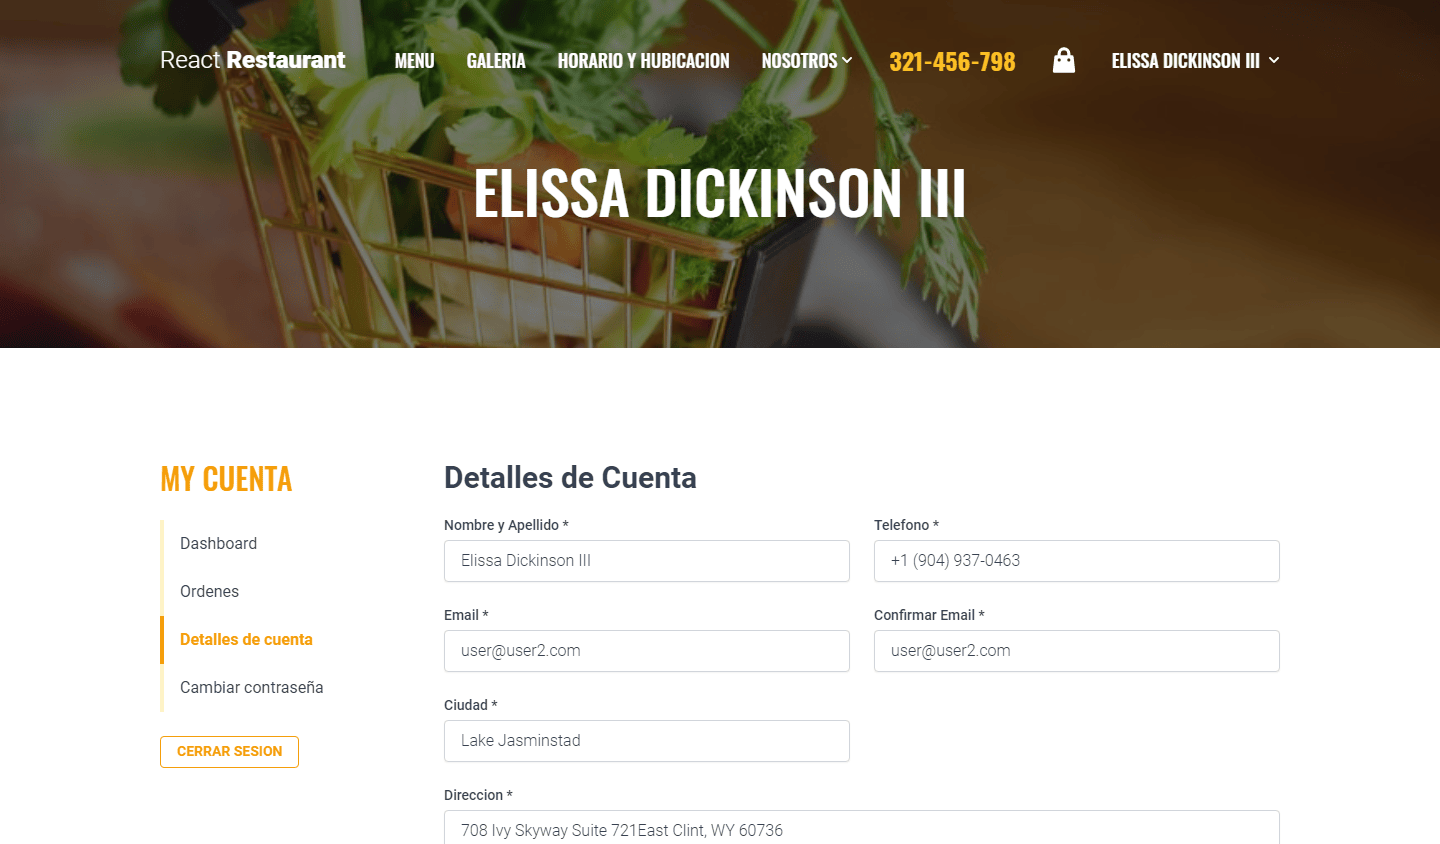 React Restaurant MENU GALERIA HORARIO Y HUBICACION NOSOTROS 321-456-798 ELISSA DICKINSON III
ELISSA DICKINSON III
MY CUENTA
Dashboard
Ordenes
Detalles de cuenta
Cambiar contraseña
CERRAR SESION
Detalles de Cuenta
Nombre y Apellido * Telefono *
Elissa Dickinson III +1 (904) 937-0463
Email * Confirmar Email *
user@user2.com user@user2.com
Ciudad *
Lake Jasminstad
Direccion *
708 Ivy Skyway Suite 721East Clint, WY 60736